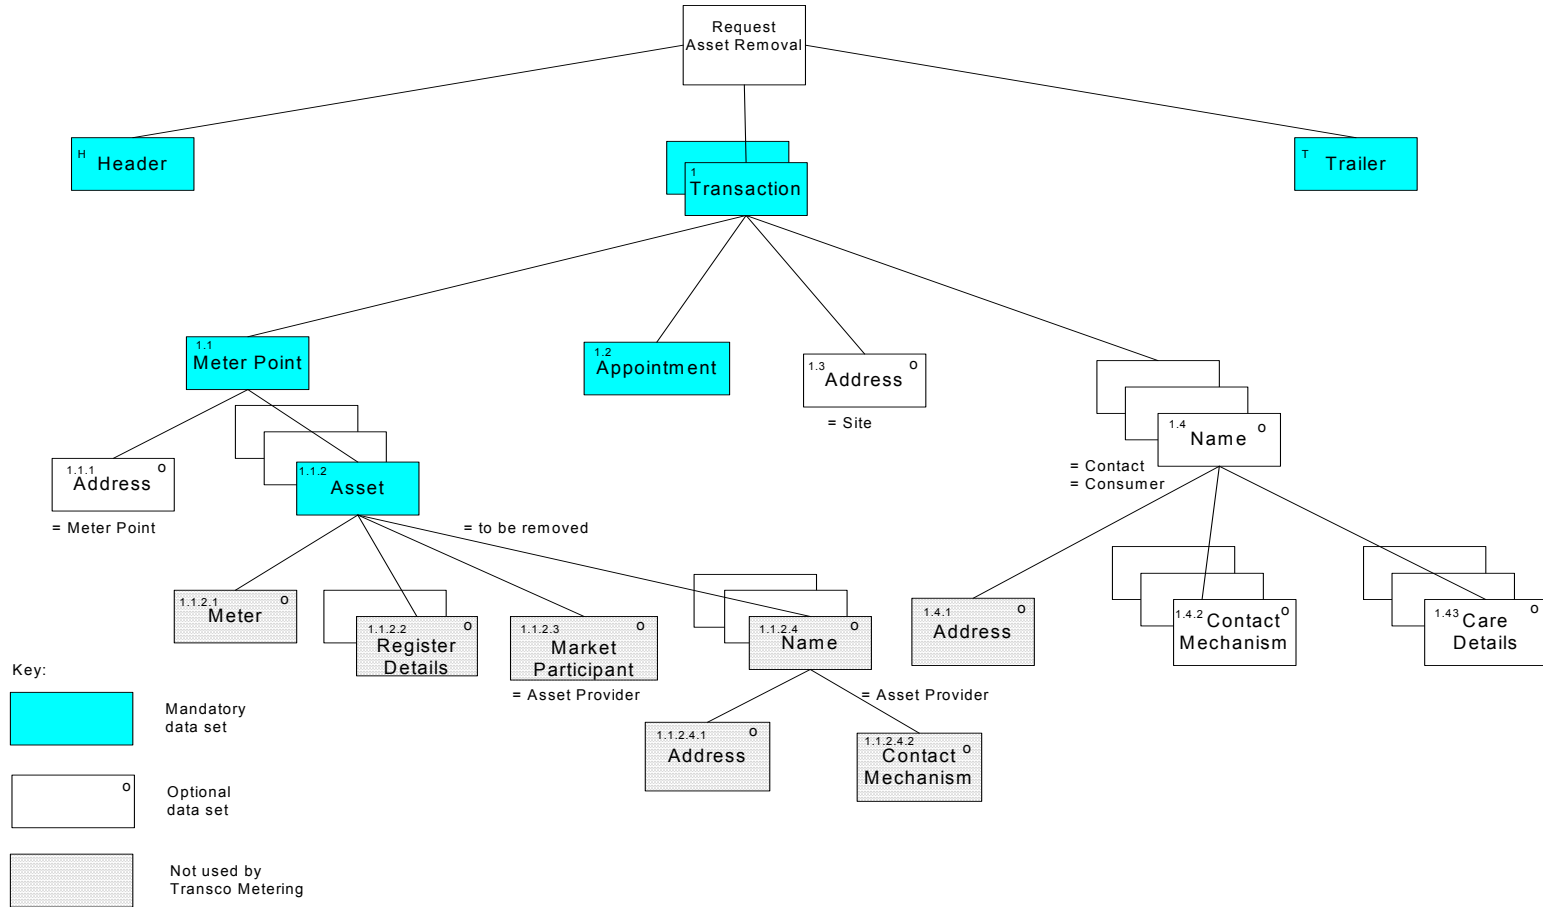 Request
Asset Removal
H
Header
1
Transaction
T
Trailer
1.1
Meter Point
1.2
Appointment
1.3
Address
o
= Site
1.4
Name
o
= Contact
= Consumer
1.1.1
Address
o
= Meter Point
1.1.2
Asset
= to be removed
1.1.2.1
Meter
o
1.1.2.2
Register
Details
o
1.1.2.3
Market
Participant
o
= Asset Provider
1.1.2.4
Name
o
= Asset Provider
1.4.1
Address
o
1.4.2
Contact
Mechanism
o
1.43
Care
Details
o
1.1.2.4.1
Address
o
1.1.2.4.2
Contact
Mechanism
o
Key:
Mandatory
data set
o
Optional
data set
Not used by
Transco Metering